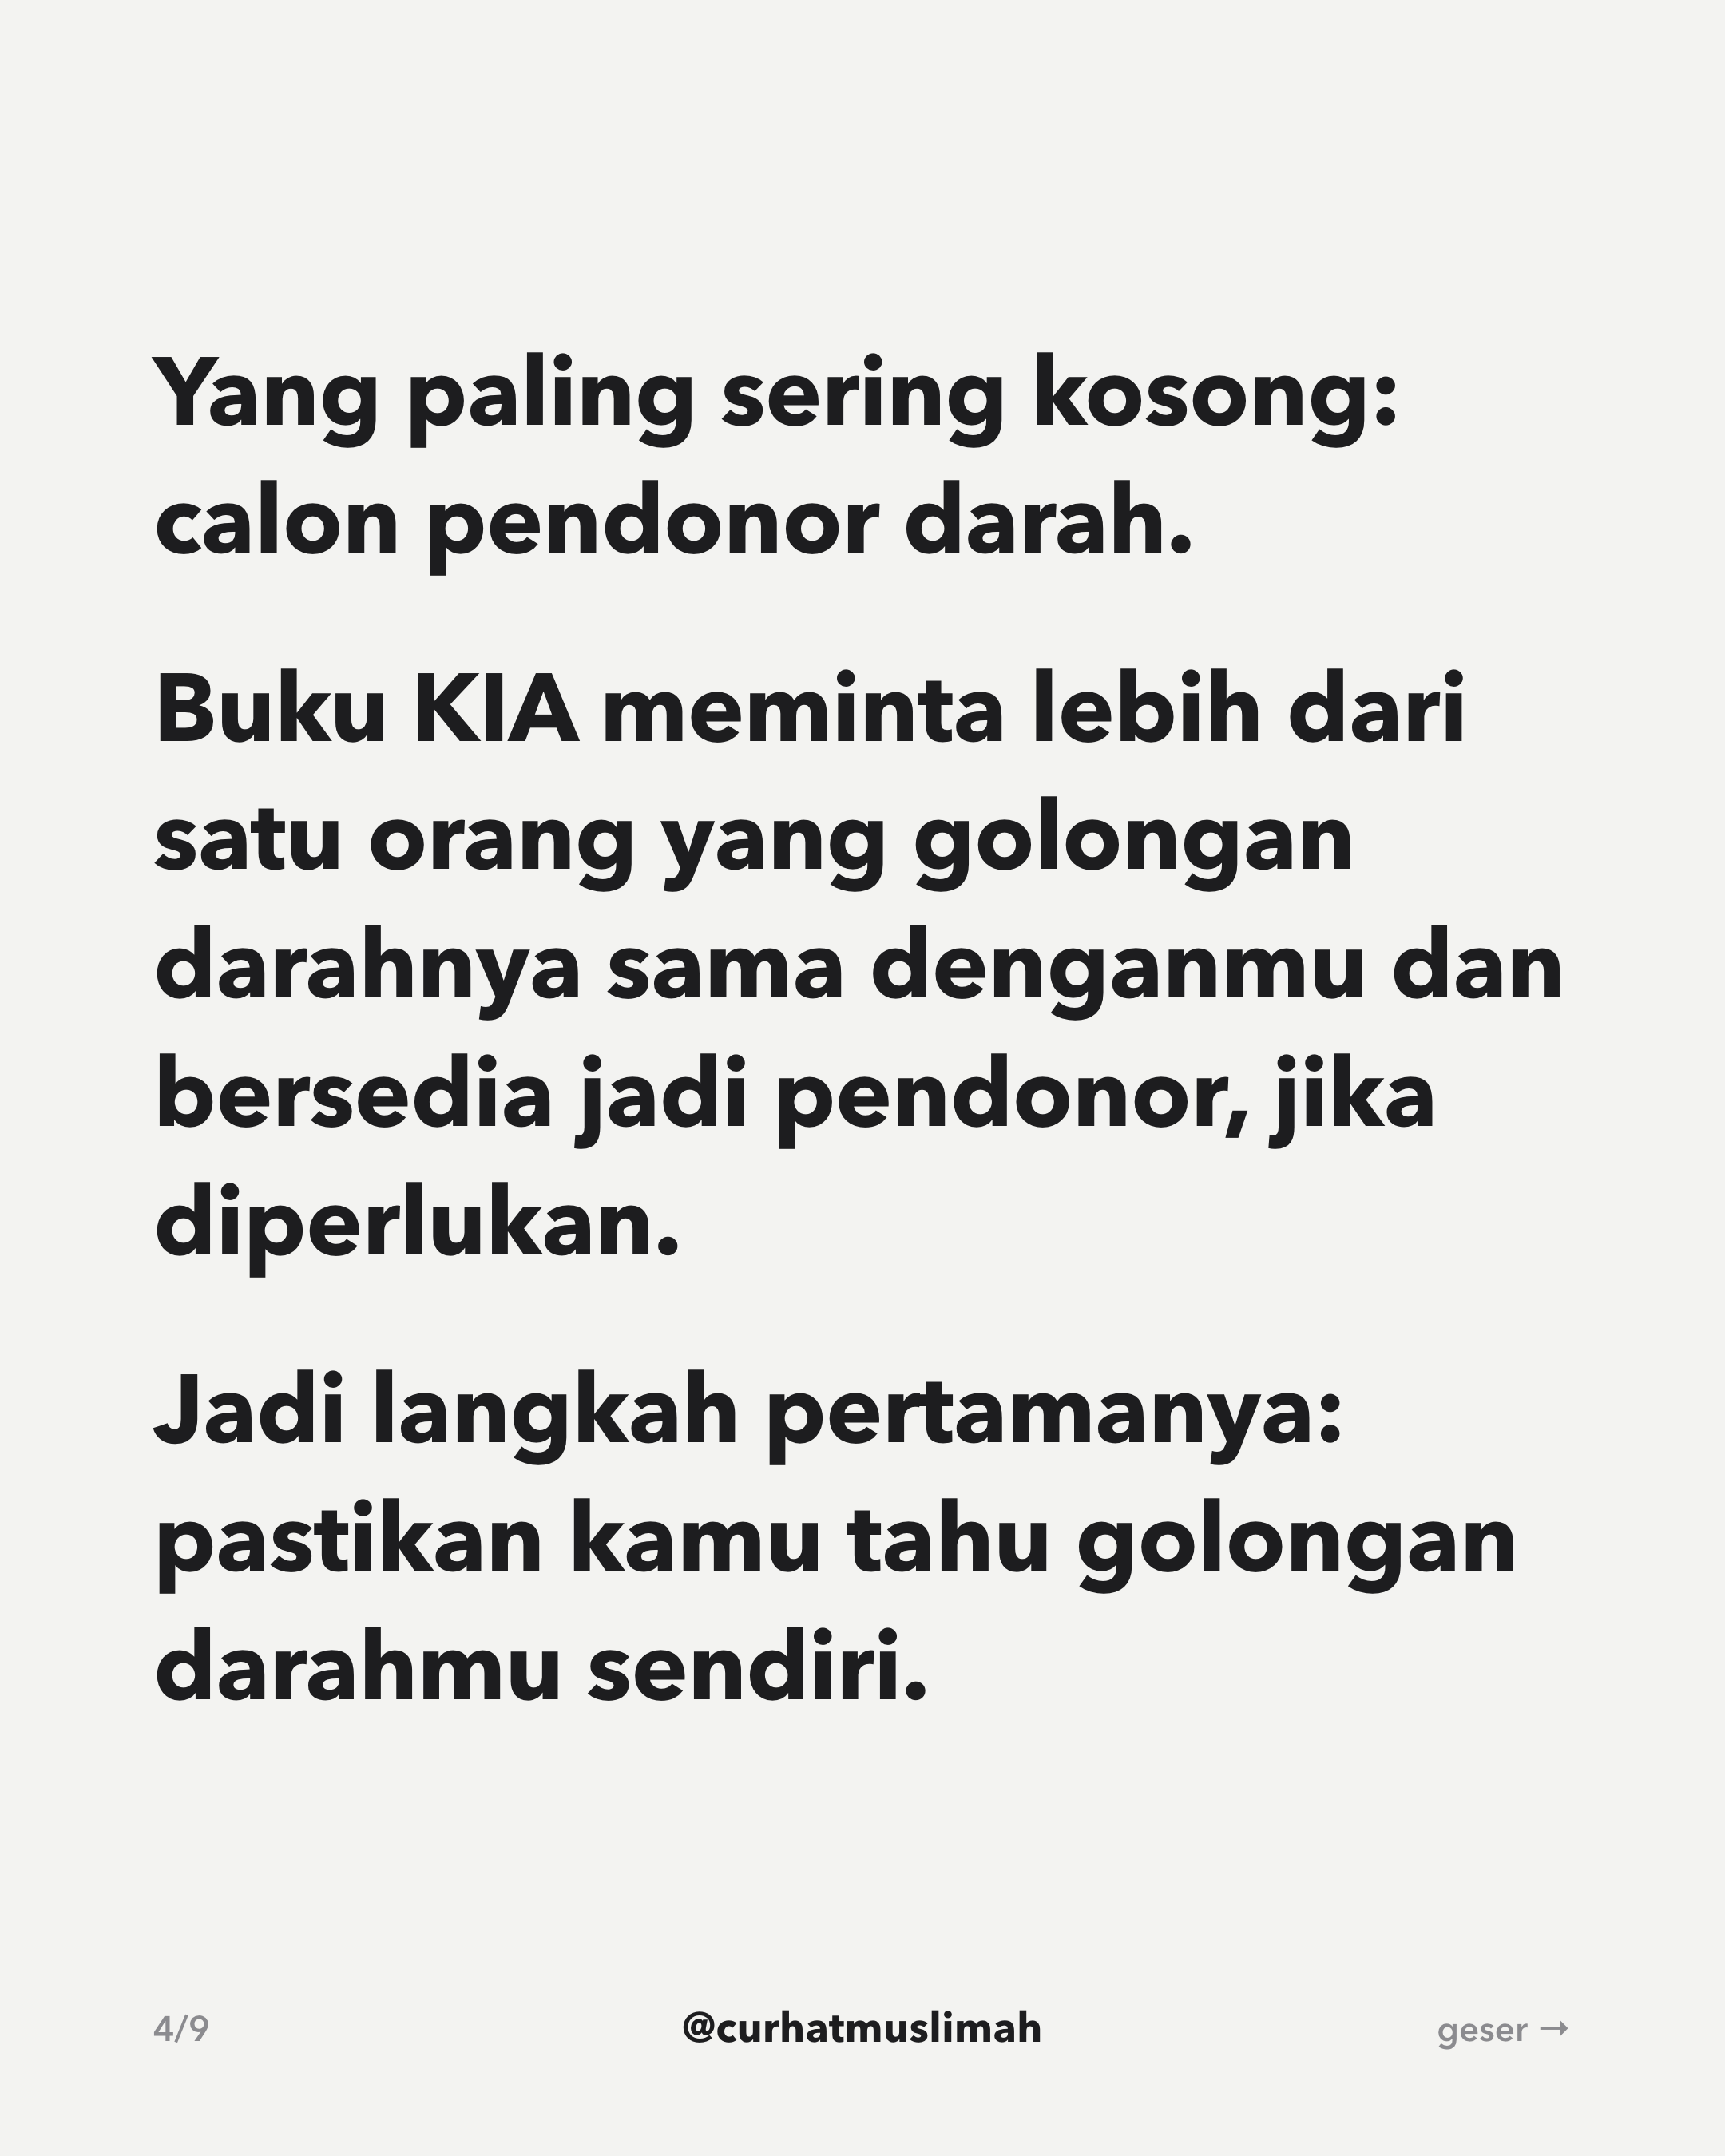 Yang paling sering kosong:
calon pendonor darah.
Buku KIA meminta lebih dari
satu orang yang golongan
darahnya sama denganmu dan
bersedia jadi pendonor, jika
diperlukan.
Jadi langkah pertamanya:
pastikan kamu tahu golongan
darahmu sendiri.
4/9
@curhatmuslimah
geser →